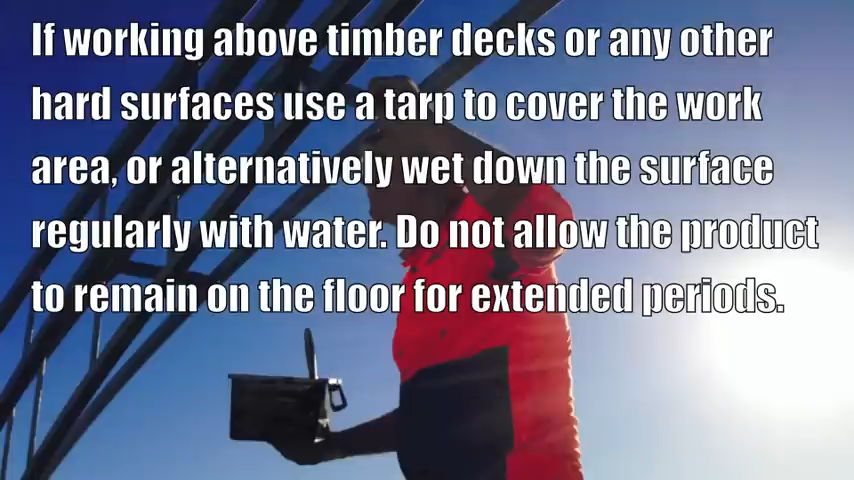 If working above timber decks or any other
hard surfaces use a tarp to cover the work
area, or alternatively wet down the surface
regularly with water. Do not allow the product
to remain on the floor for extended periods.